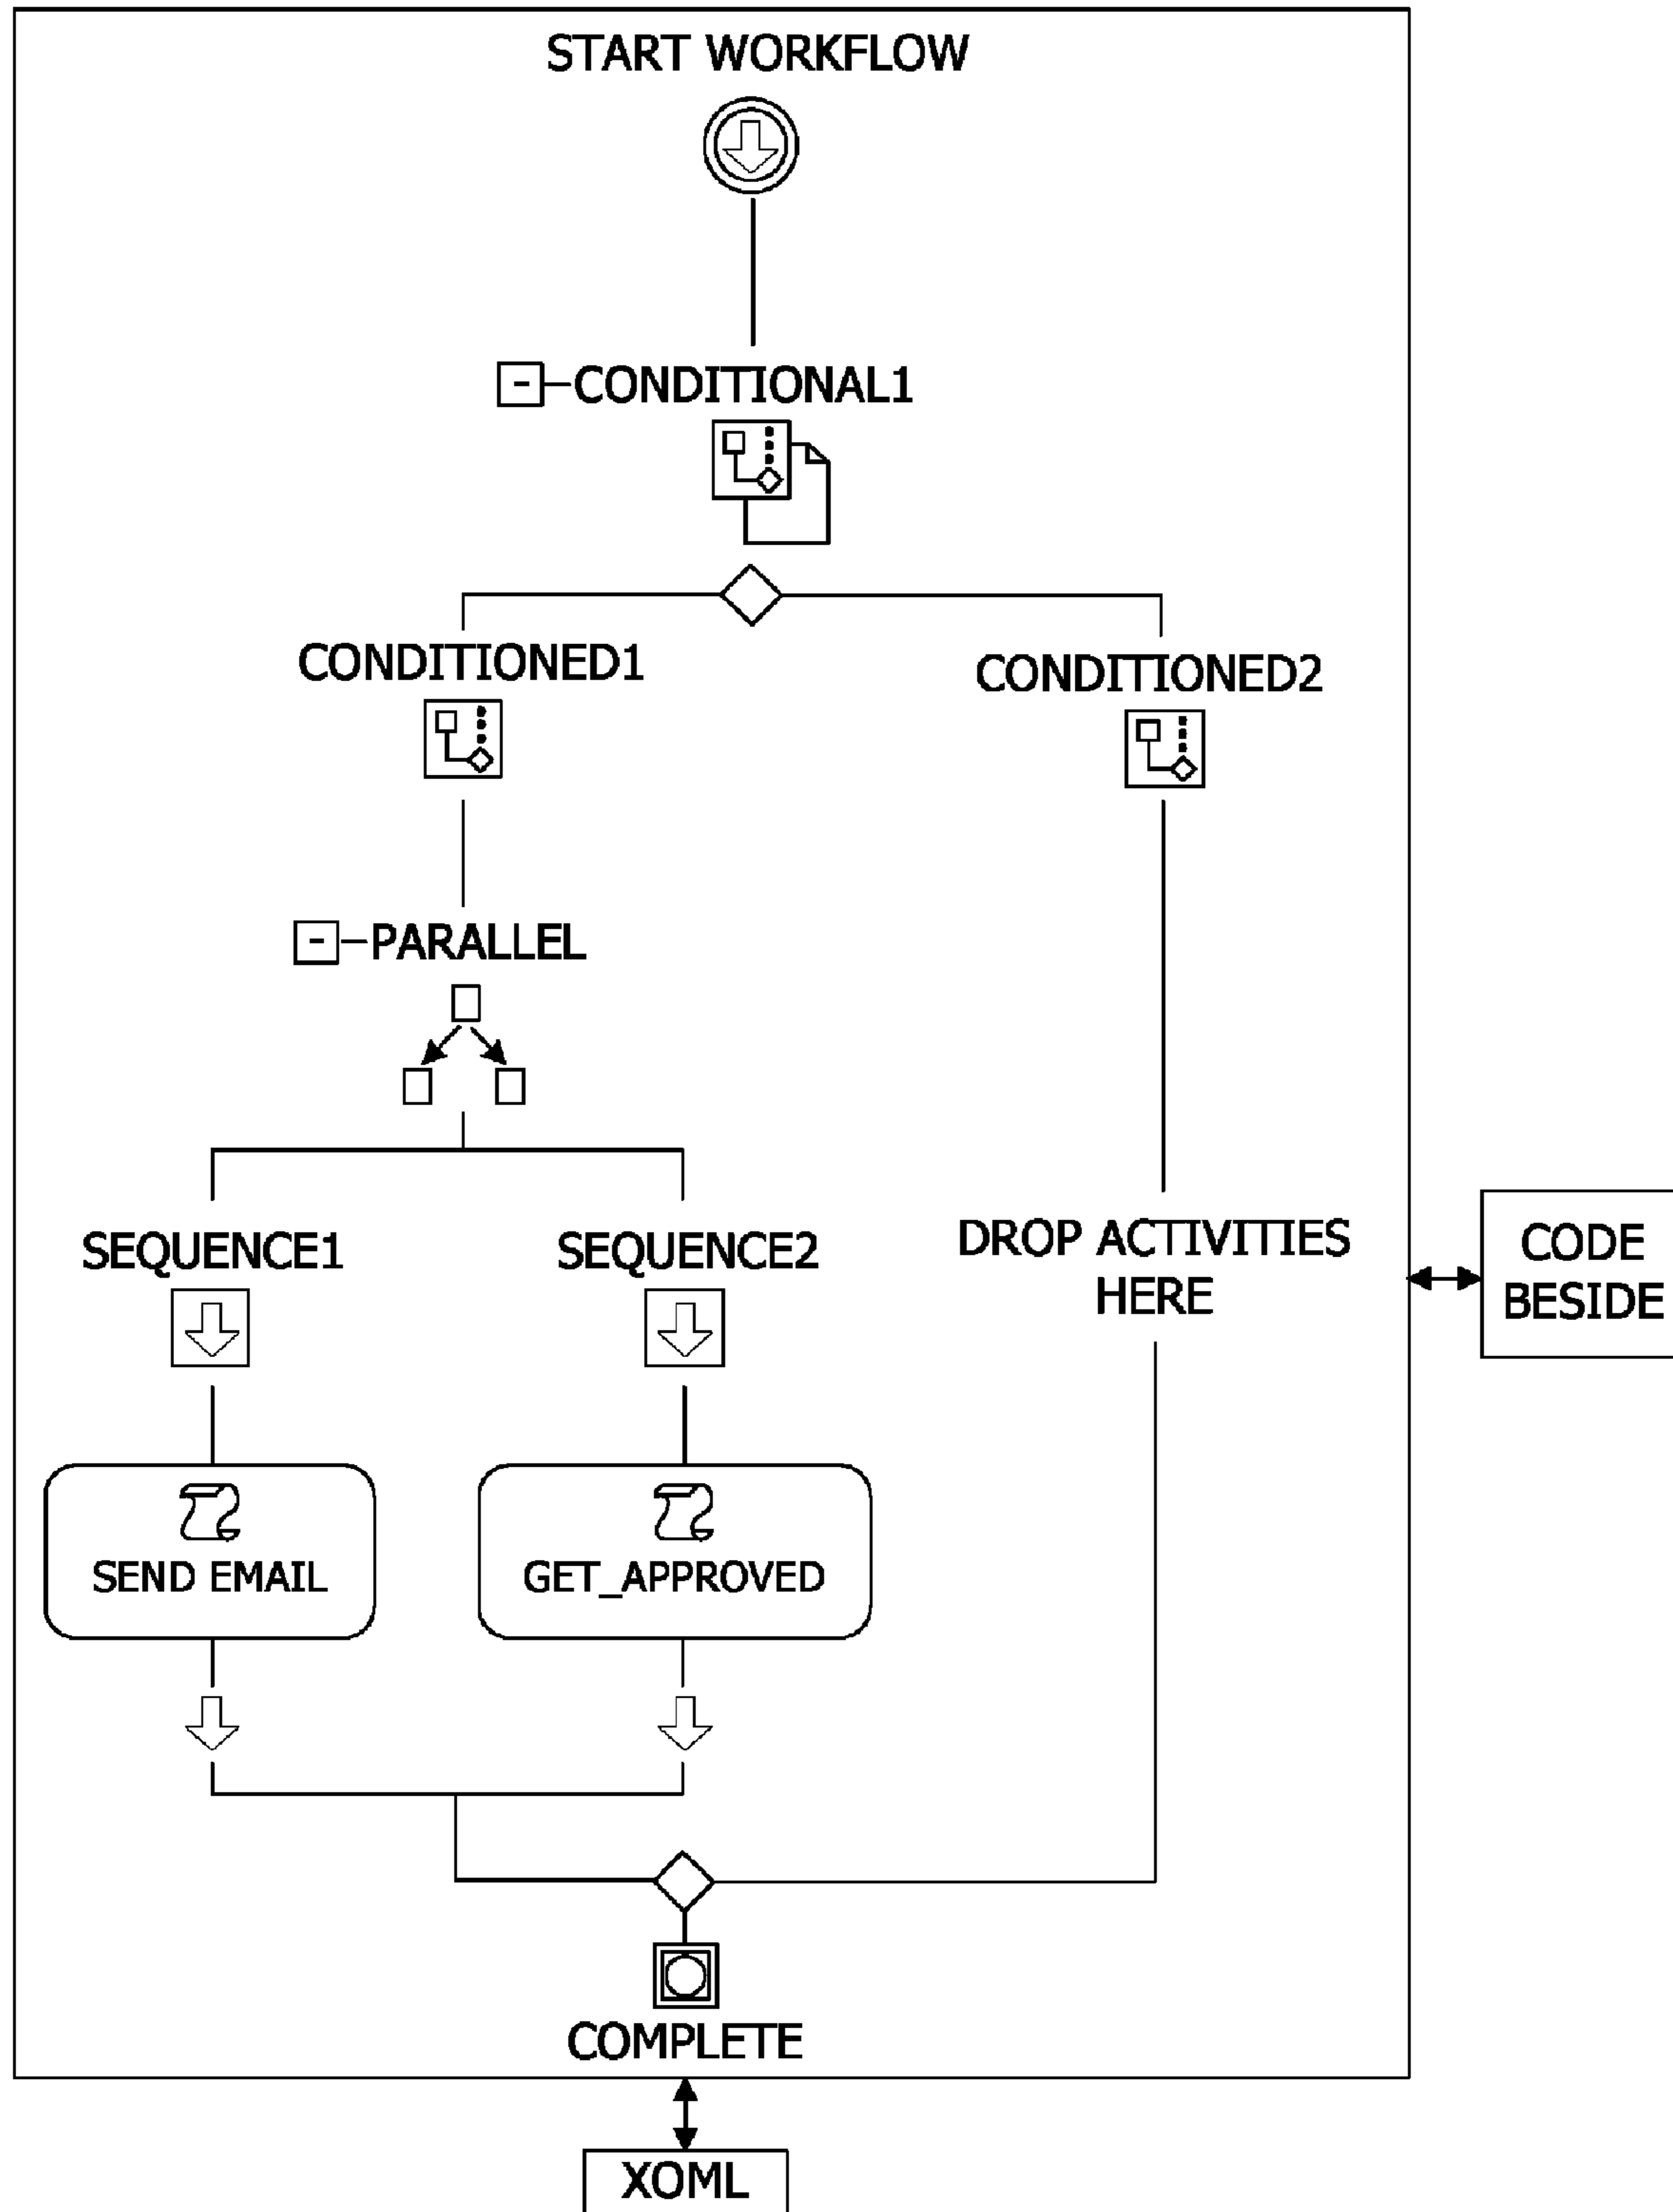 START WORKFLOW
CONDITIONAL1
CONDITIONED1
CONDITIONED2
PARALLEL
SEQUENCE1
SEQUENCE2
DROP ACTIVITIES
HERE
CODE
BESIDE
SEND EMAIL
GET_APPROVED
COMPLETE
XOML